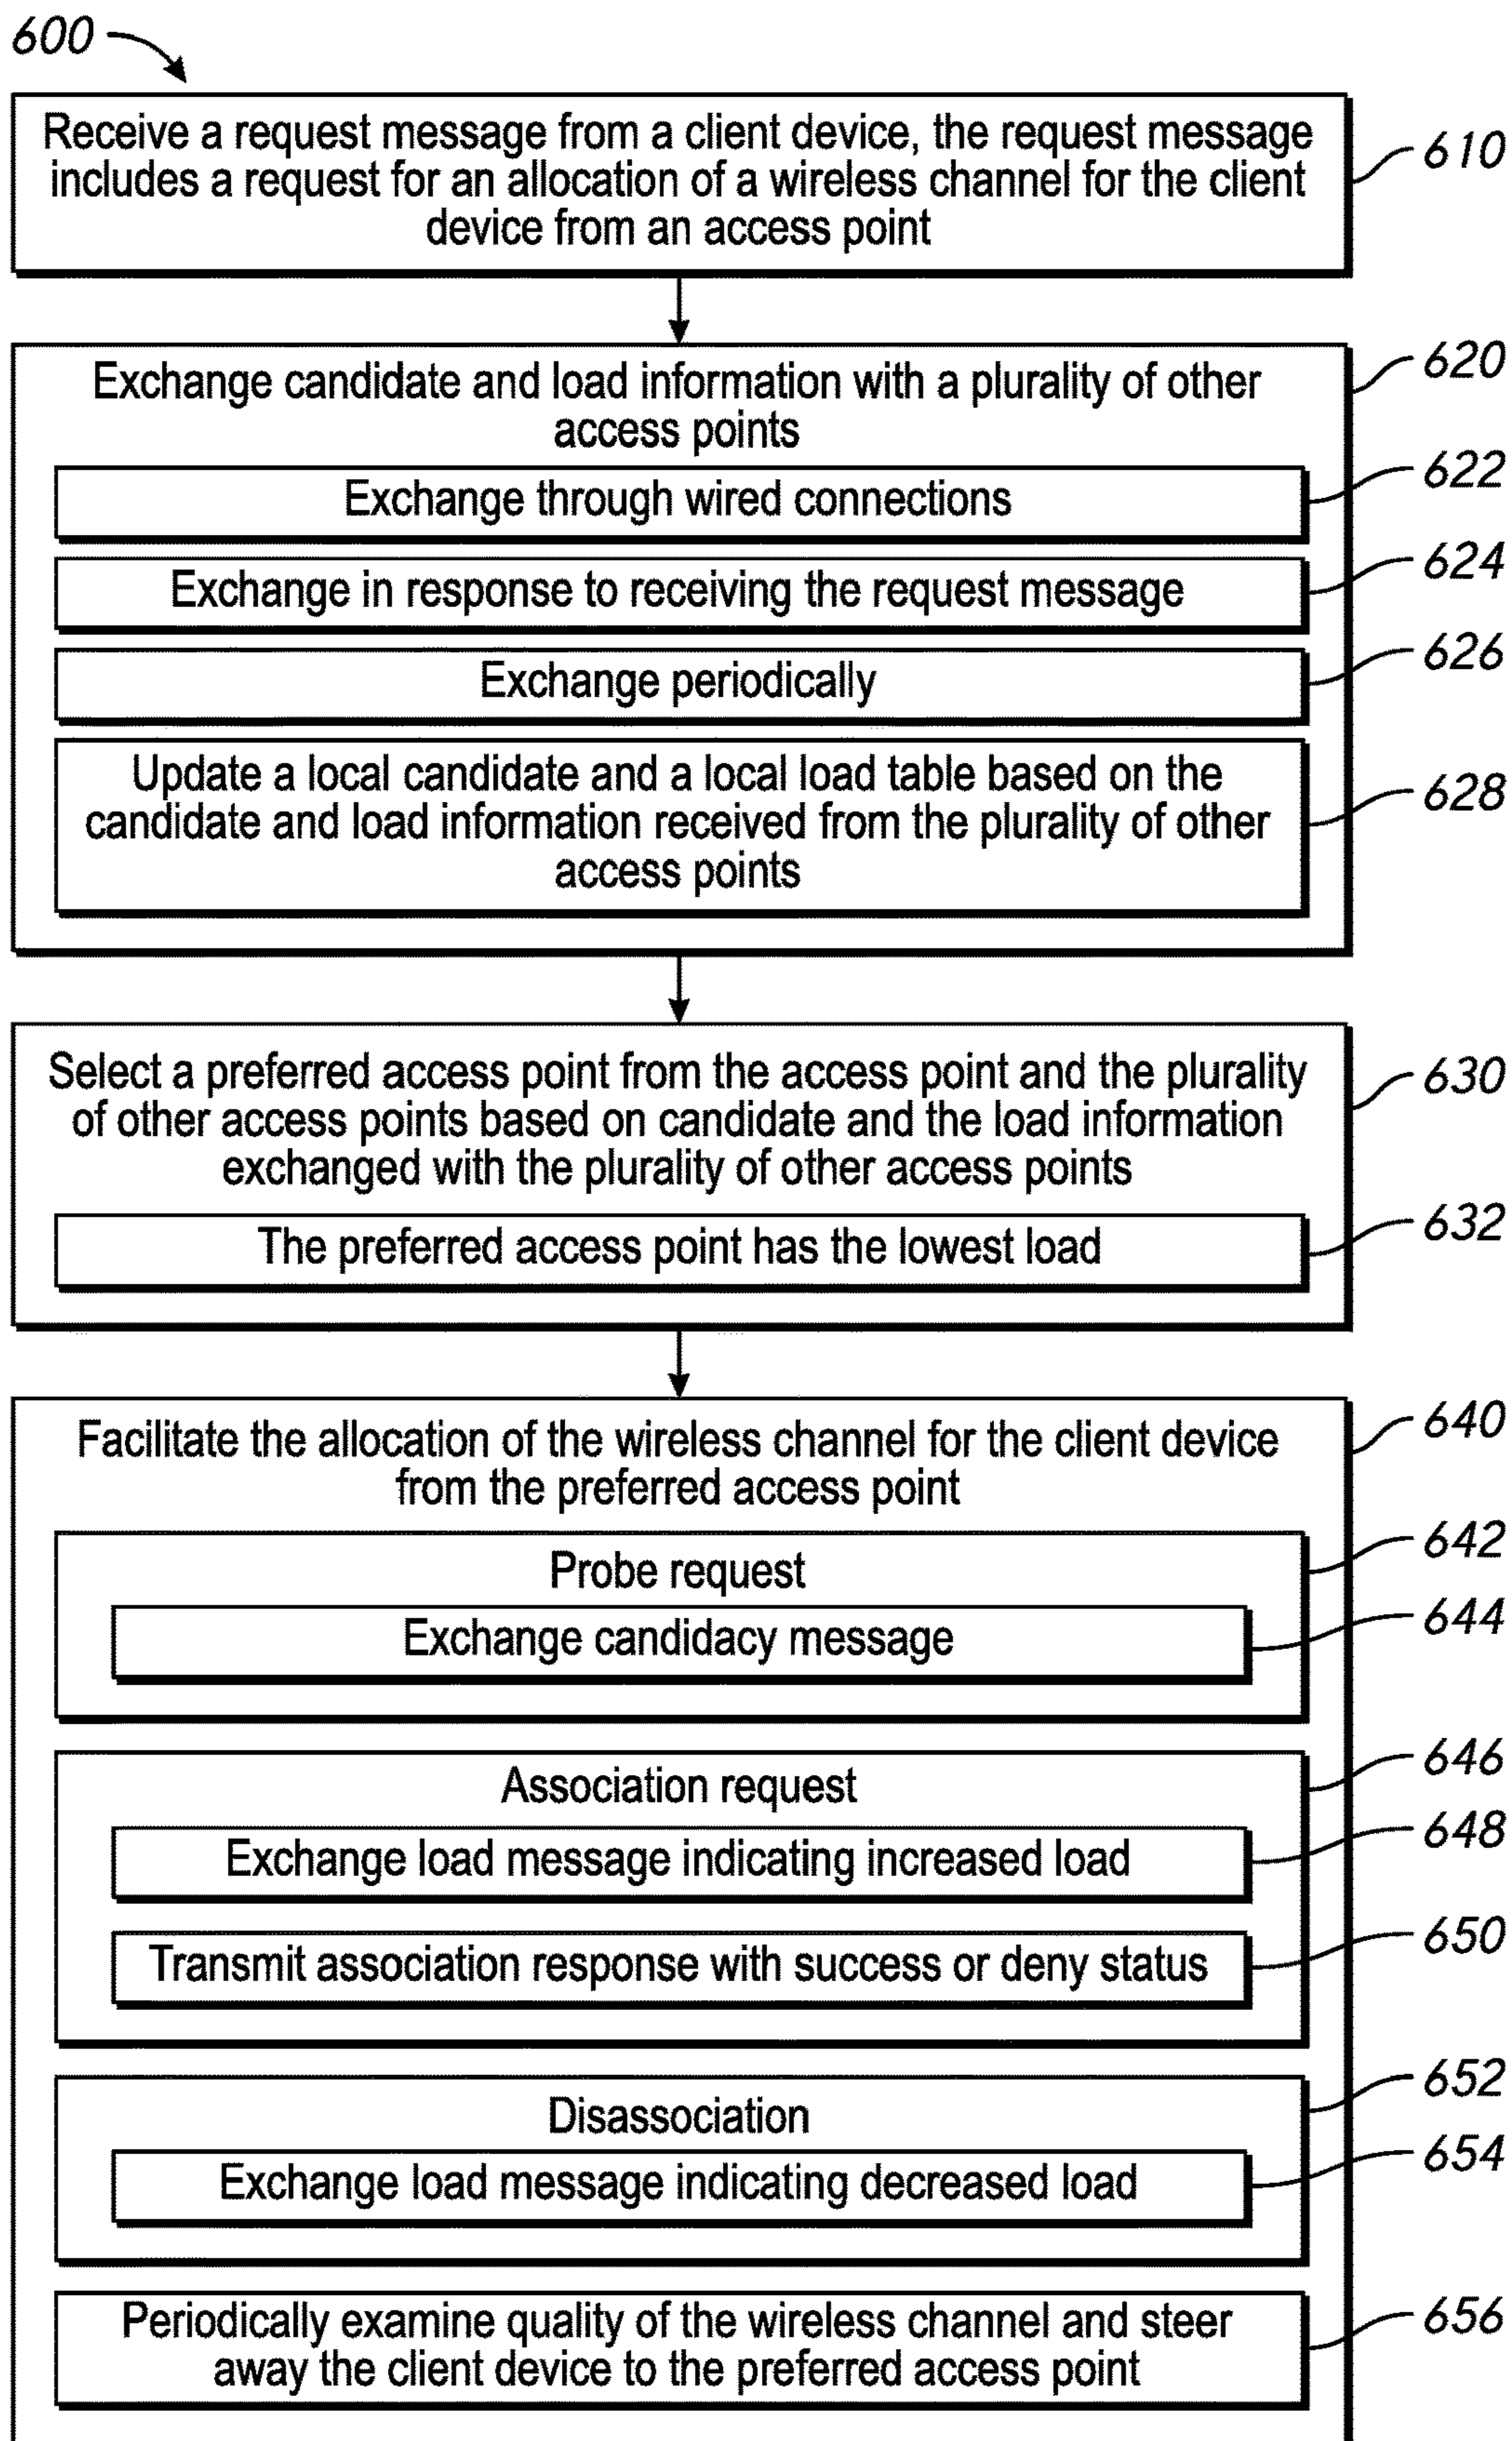 600
Receive a request message from a client device, the request message
includes a request for an allocation of a wireless channel for the client
device from an access point
610
Exchange candidate and load information with a plurality of other
access points
620
Exchange through wired connections
622
Exchange in response to receiving the request message
624
Exchange periodically
626
Update a local candidate and a local load table based on the
candidate and load information received from the plurality of other
access points
628
Select a preferred access point from the access point and the plurality
of other access points based on candidate and the load information
exchanged with the plurality of other access points
630
The preferred access point has the lowest load
632
Facilitate the allocation of the wireless channel for the client device
from the preferred access point
640
Probe request
642
Exchange candidacy message
644
Association request
646
Exchange load message indicating increased load
648
Transmit association response with success or deny status
650
Disassociation
652
Exchange load message indicating decreased load
654
Periodically examine quality of the wireless channel and steer
away the client device to the preferred access point
656